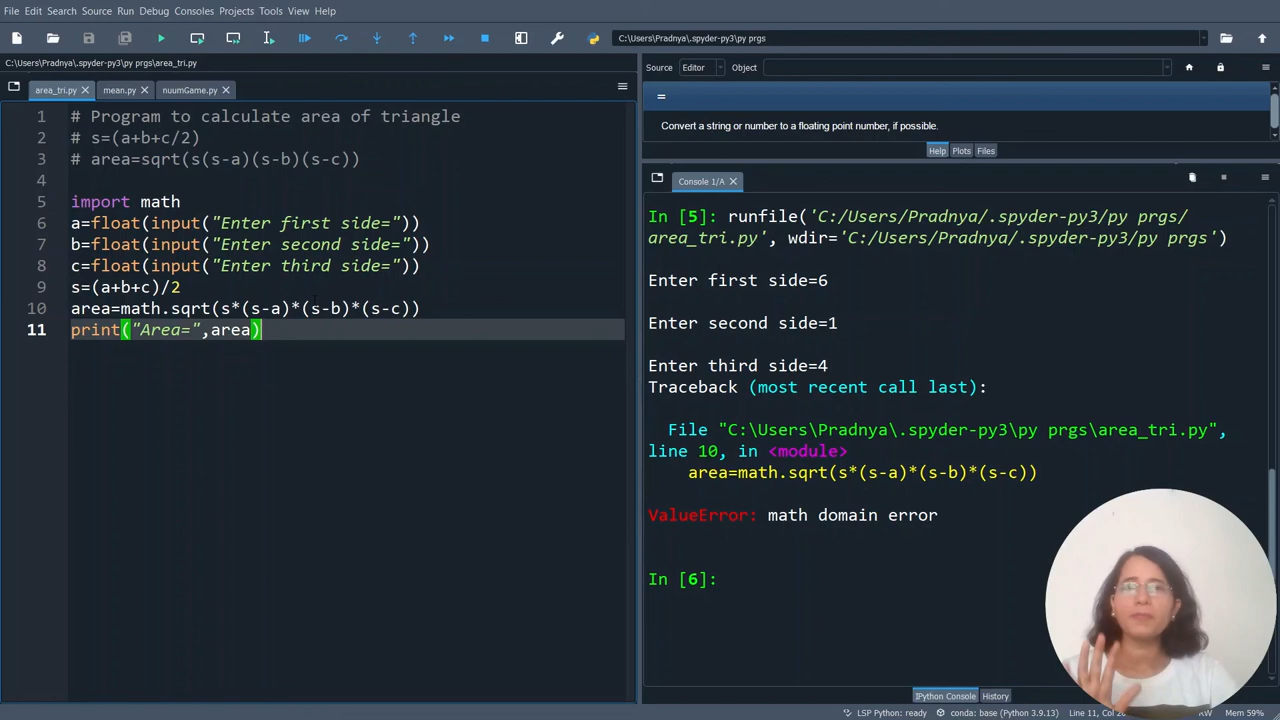 File Edit Search Source Run Debug Consoles Projects Tools View Help
C:\Users\Pradnya\.spyder-py3\py prgs
C:\Users\Pradnya\.spyder-py3\py prgs\area_tri.py
area_tri.py mean.py nuumGame.py
1 # Program to calculate area of triangle
2 # s=(a+b+c/2)
3 # area=sqrt(s(s-a)(s-b)(s-c))
4
5 import math
6 a=float(input("Enter first side="))
7 b=float(input("Enter second side="))
8 c=float(input("Enter third side="))
9 s=(a+b+c)/2
10 area=math.sqrt(s*(s-a)*(s-b)*(s-c))
11 print("Area=",area)
Source Editor Object
=
Convert a string or number to a floating point number, if possible.
Help Plots Files
Console 1/A
In [5]: runfile('C:/Users/Pradnya/.spyder-py3/py prgs/
area_tri.py', wdir='C:/Users/Pradnya/.spyder-py3/py prgs')
Enter first side=6
Enter second side=1
Enter third side=4
Traceback (most recent call last):
File "C:\Users\Pradnya\.spyder-py3\py prgs\area_tri.py",
line 10, in <module>
area=math.sqrt(s*(s-a)*(s-b)*(s-c))
ValueError: math domain error
In [6]:
IPython Console History
LSP Python: ready conda: base (Python 3.9.13) Line 11, RW Mem 59%